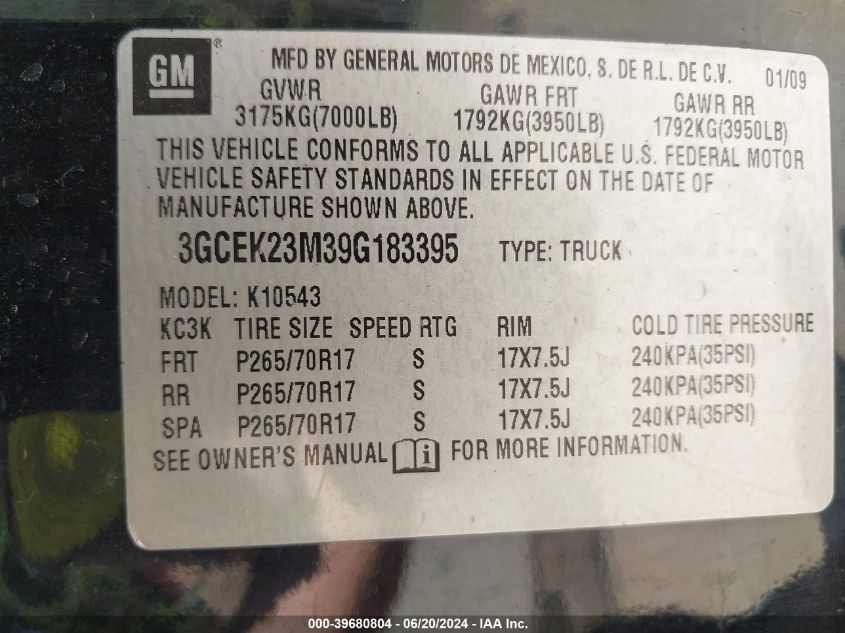 GM®
MFD BY GENERAL MOTORS DE MEXICO, S. DE R.L. DE C.V. 01/09
GVWR GAWR FRT GAWR RR
3175KG(7000LB) 1792KG(3950LB) 1792KG(3950LB)
THIS VEHICLE CONFORMS TO ALL APPLICABLE U.S. FEDERAL MOTOR
VEHICLE SAFETY STANDARDS IN EFFECT ON THE DATE OF
MANUFACTURE SHOWN ABOVE.
3GCEK23M39G183395 TYPE: TRUCK
MODEL: K10543
KC3K TIRE SIZE SPEED RTG RIM COLD TIRE PRESSURE
FRT P265/70R17 S 17X7.5J 240KPA(35PSI)
RR P265/70R17 S 17X7.5J 240KPA(35PSI)
SPA P265/70R17 S 17X7.5J 240KPA(35PSI)
SEE OWNER'S MANUAL i FOR MORE INFORMATION.
000-39680804 - 06/20/2024 - IAA Inc.